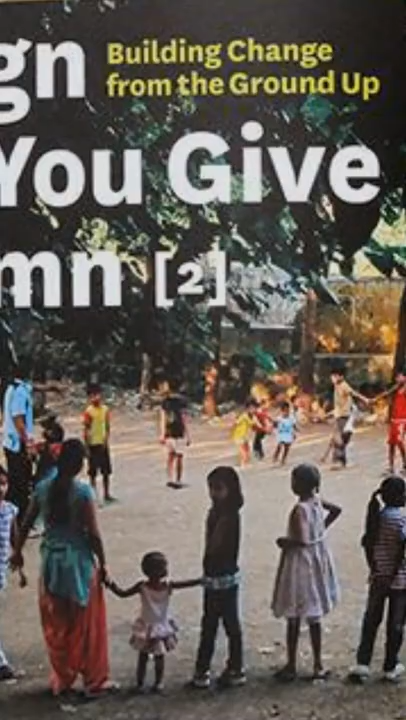 gn
Building Change
from the Ground Up
You Give
mn [2]